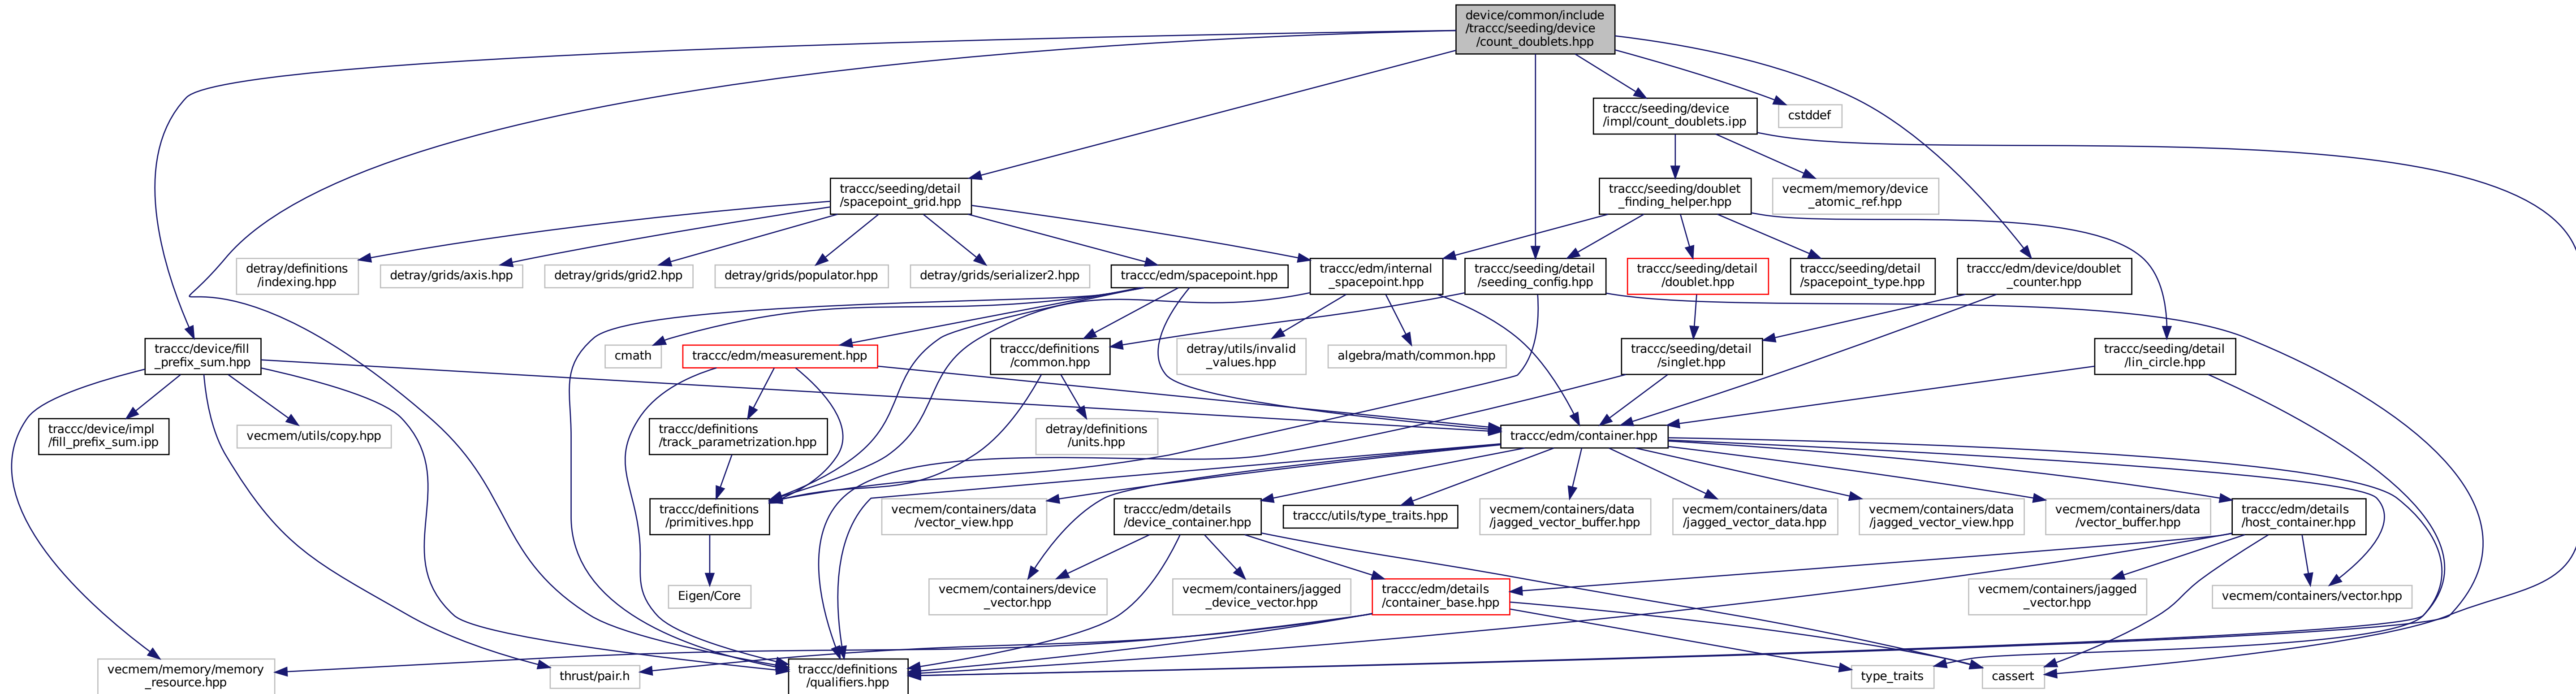 device/common/include
/traccc/seeding/device
/count_doublets.hpp
traccc/seeding/device
/impl/count_doublets.ipp
cstddef
traccc/seeding/detail
/spacepoint_grid.hpp
traccc/seeding/doublet
_finding_helper.hpp
vecmem/memory/device
_atomic_ref.hpp
detray/definitions
/indexing.hpp
detray/grids/axis.hpp
detray/grids/grid2.hpp
detray/grids/populator.hpp
detray/grids/serializer2.hpp
traccc/edm/spacepoint.hpp
traccc/edm/internal
_spacepoint.hpp
traccc/seeding/detail
/seeding_config.hpp
traccc/seeding/detail
/doublet.hpp
traccc/seeding/detail
/spacepoint_type.hpp
traccc/edm/device/doublet
_counter.hpp
traccc/device/fill
_prefix_sum.hpp
cmath
traccc/edm/measurement.hpp
traccc/definitions
/common.hpp
detray/utils/invalid
_values.hpp
algebra/math/common.hpp
traccc/seeding/detail
/singlet.hpp
traccc/seeding/detail
/lin_circle.hpp
traccc/device/impl
/fill_prefix_sum.ipp
vecmem/utils/copy.hpp
traccc/definitions
/track_parametrization.hpp
detray/definitions
/units.hpp
traccc/edm/container.hpp
traccc/definitions
/primitives.hpp
vecmem/containers/data
/vector_view.hpp
traccc/edm/details
/device_container.hpp
traccc/utils/type_traits.hpp
vecmem/containers/data
/jagged_vector_buffer.hpp
vecmem/containers/data
/jagged_vector_data.hpp
vecmem/containers/data
/jagged_vector_view.hpp
vecmem/containers/data
/vector_buffer.hpp
traccc/edm/details
/host_container.hpp
Eigen/Core
vecmem/containers/device
_vector.hpp
vecmem/containers/jagged
_device_vector.hpp
traccc/edm/details
/container_base.hpp
vecmem/containers/jagged
_vector.hpp
vecmem/containers/vector.hpp
vecmem/memory/memory
_resource.hpp
thrust/pair.h
traccc/definitions
/qualifiers.hpp
type_traits
cassert